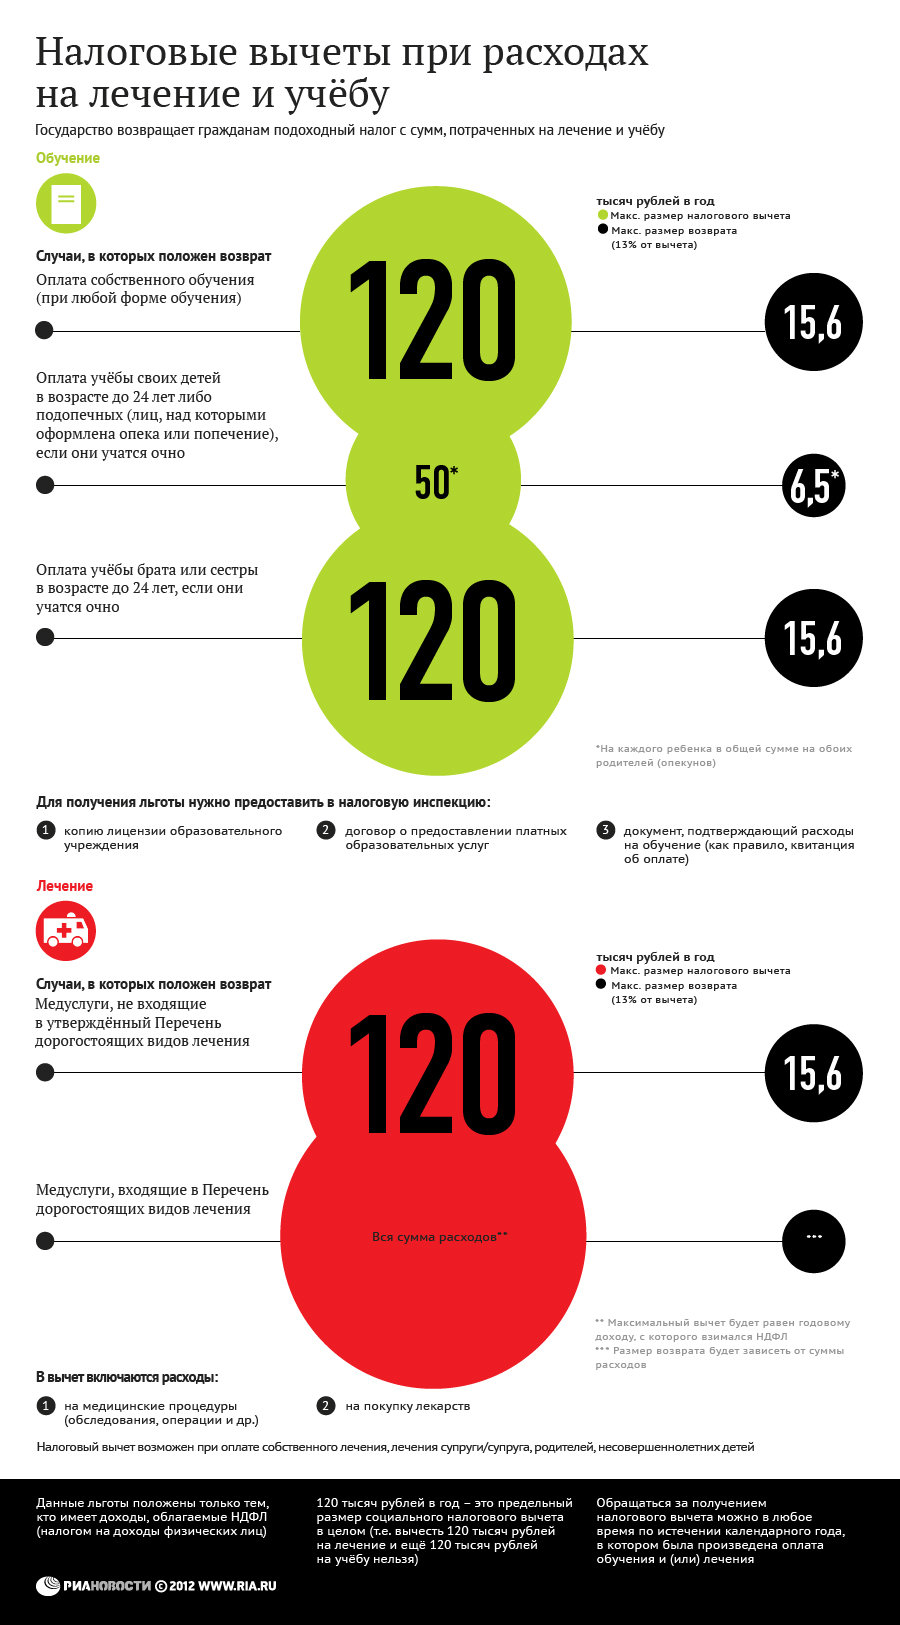 Налоговые вычеты при расходах
на лечение и учёбу
Государство возвращает гражданам подоходный налог с сумм, потраченных на лечение и учёбу
Обучение
тысяч рублей в год
Макс. размер налогового вычета
Макс. размер возврата
(13% от вычета)
Случаи, в которых положен возврат
Оплата собственного обучения
(при любой форме обучения)
120
15,6
Оплата учёбы своих детей
в возрасте до 24 лет либо
подопечных (лиц, над которыми
оформлена опека или попечение),
если они учатся очно
50*
6,5*
Оплата учёбы брата или сестры
в возрасте до 24 лет, если они
учатся очно
120
15,6
*На каждого ребенка в общей сумме на обоих
родителей (опекунов)
Для получения льготы нужно предоставить в налоговую инспекцию:
1 копию лицензии образовательного
учреждения
2 договор о предоставлении платных
образовательных услуг
3 документ, подтверждающий расходы
на обучение (как правило, квитанция
об оплате)
Лечение
тысяч рублей в год
Макс. размер налогового вычета
Макс. размер возврата
(13% от вычета)
Случаи, в которых положен возврат
Медуслуги, не входящие
в утверждённый Перечень
дорогостоящих видов лечения
120
15,6
Медуслуги, входящие в Перечень
дорогостоящих видов лечения
Вся сумма расходов**
***
** Максимальный вычет будет равен годовому
доходу, с которого взимался НДФЛ
*** Размер возврата будет зависеть от суммы
расходов
В вычет включаются расходы:
1 на медицинские процедуры
(обследования, операции и др.)
2 на покупку лекарств
Налоговый вычет возможен при оплате собственного лечения, лечения супруги/супруга, родителей, несовершеннолетних детей
Данные льготы положены только тем,
кто имеет доходы, облагаемые НДФЛ
(налогом на доходы физических лиц)
120 тысяч рублей в год – это предельный
размер социального налогового вычета
в целом (т.е. вычесть 120 тысяч рублей
на лечение и ещё 120 тысяч рублей
на учёбу нельзя)
Обращаться за получением
налогового вычета можно в любое
время по истечении календарного года,
в котором была произведена оплата
обучения и (или) лечения
РИАНОВОСТИ © 2012 WWW.RIA.RU